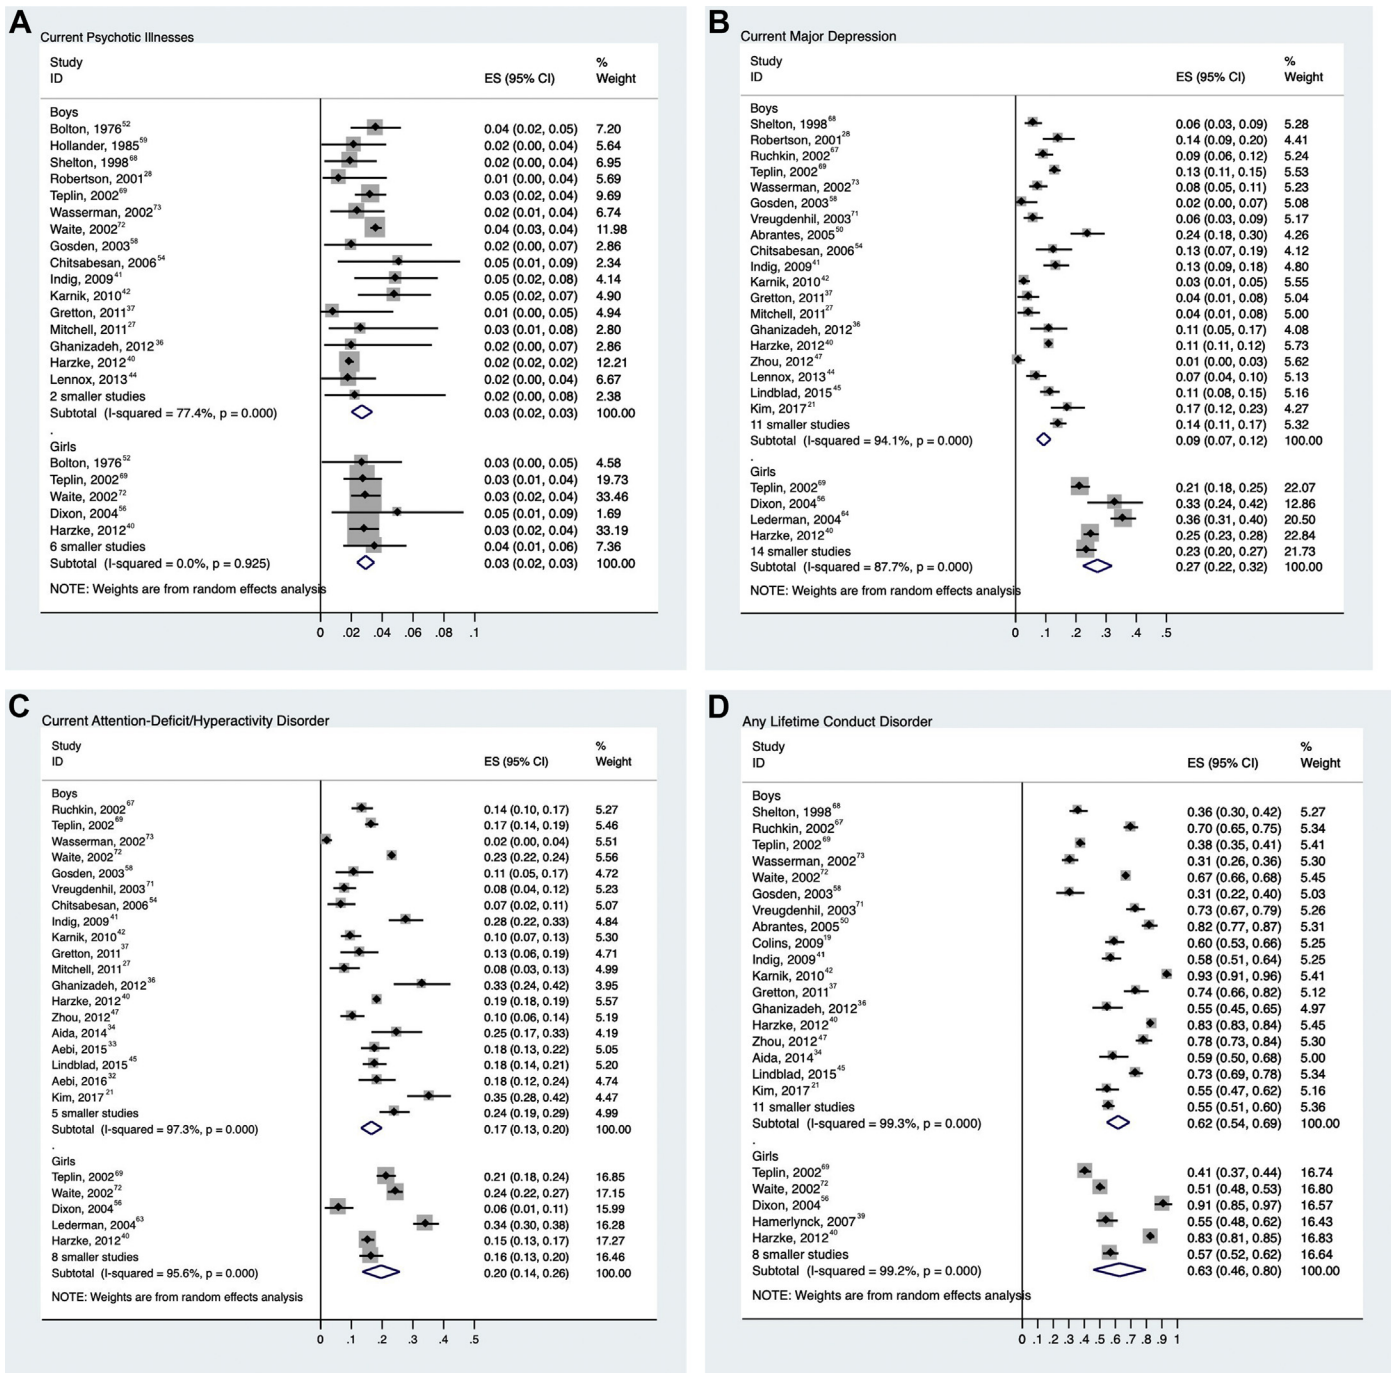 A
Current Psychotic Illnesses
Study ID ES (95% CI) % Weight
Boys
Bolton, 1976⁵² 0.04 (0.02, 0.05) 7.20
Hollander, 1985⁵⁹ 0.02 (0.00, 0.04) 5.64
Shelton, 1998⁶⁸ 0.02 (0.00, 0.04) 6.95
Robertson, 2001²⁸ 0.01 (0.00, 0.04) 5.69
Teplin, 2002⁶⁹ 0.03 (0.02, 0.04) 9.69
Wasserman, 2002⁷³ 0.02 (0.01, 0.04) 6.74
Waite, 2002⁷² 0.04 (0.03, 0.04) 11.98
Gosden, 2003⁵⁸ 0.02 (0.00, 0.07) 2.86
Chitsabesan, 2006⁵⁴ 0.05 (0.01, 0.09) 2.34
Indig, 2009⁴¹ 0.05 (0.02, 0.08) 4.14
Karnik, 2010⁴² 0.05 (0.02, 0.07) 4.90
Gretton, 2011³⁷ 0.01 (0.00, 0.05) 4.94
Mitchell, 2011²⁷ 0.03 (0.01, 0.08) 2.80
Ghanizadeh, 2012³⁶ 0.02 (0.00, 0.07) 2.86
Harzke, 2012⁴⁰ 0.02 (0.02, 0.02) 12.21
Lennox, 2013⁴⁴ 0.02 (0.00, 0.04) 6.67
2 smaller studies 0.02 (0.00, 0.08) 2.38
Subtotal (I-squared = 77.4%, p = 0.000) 0.03 (0.02, 0.03) 100.00
.
Girls
Bolton, 1976⁵² 0.03 (0.00, 0.05) 4.58
Teplin, 2002⁶⁹ 0.03 (0.01, 0.04) 19.73
Waite, 2002⁷² 0.03 (0.02, 0.04) 33.46
Dixon, 2004⁵⁶ 0.05 (0.01, 0.09) 1.69
Harzke, 2012⁴⁰ 0.03 (0.02, 0.04) 33.19
6 smaller studies 0.04 (0.01, 0.06) 7.36
Subtotal (I-squared = 0.0%, p = 0.925) 0.03 (0.02, 0.03) 100.00
NOTE: Weights are from random effects analysis
0 .02 .04 .06 .08 .1
B
Current Major Depression
Study ID ES (95% CI) % Weight
Boys
Shelton, 1998⁶⁸ 0.06 (0.03, 0.09) 5.28
Robertson, 2001²⁸ 0.14 (0.09, 0.20) 4.41
Ruchkin, 2002⁶⁷ 0.09 (0.06, 0.12) 5.24
Teplin, 2002⁶⁹ 0.13 (0.11, 0.15) 5.53
Wasserman, 2002⁷³ 0.08 (0.05, 0.11) 5.23
Gosden, 2003⁵⁸ 0.02 (0.00, 0.07) 5.08
Vreugdenhil, 2003⁷¹ 0.06 (0.03, 0.09) 5.17
Abrantes, 2005⁵⁰ 0.24 (0.18, 0.30) 4.26
Chitsabesan, 2006⁵⁴ 0.13 (0.07, 0.19) 4.12
Indig, 2009⁴¹ 0.13 (0.09, 0.18) 4.80
Karnik, 2010⁴² 0.03 (0.01, 0.05) 5.55
Gretton, 2011³⁷ 0.04 (0.01, 0.08) 5.04
Mitchell, 2011²⁷ 0.04 (0.01, 0.08) 5.00
Ghanizadeh, 2012³⁶ 0.11 (0.05, 0.17) 4.08
Harzke, 2012⁴⁰ 0.11 (0.11, 0.12) 5.73
Zhou, 2012⁴⁷ 0.01 (0.00, 0.03) 5.62
Lennox, 2013⁴⁴ 0.07 (0.04, 0.10) 5.13
Lindblad, 2015⁴⁵ 0.11 (0.08, 0.15) 5.16
Kim, 2017²¹ 0.17 (0.12, 0.23) 4.27
11 smaller studies 0.14 (0.11, 0.17) 5.32
Subtotal (I-squared = 94.1%, p = 0.000) 0.09 (0.07, 0.12) 100.00
.
Girls
Teplin, 2002⁶⁹ 0.21 (0.18, 0.25) 22.07
Dixon, 2004⁵⁶ 0.33 (0.24, 0.42) 12.86
Lederman, 2004⁶⁴ 0.36 (0.31, 0.40) 20.50
Harzke, 2012⁴⁰ 0.25 (0.23, 0.28) 22.84
14 smaller studies 0.23 (0.20, 0.27) 21.73
Subtotal (I-squared = 87.7%, p = 0.000) 0.27 (0.22, 0.32) 100.00
NOTE: Weights are from random effects analysis
0 .1 .2 .3 .4 .5
C
Current Attention-Deficit/Hyperactivity Disorder
Study ID ES (95% CI) % Weight
Boys
Ruchkin, 2002⁶⁷ 0.14 (0.10, 0.17) 5.27
Teplin, 2002⁶⁹ 0.17 (0.14, 0.19) 5.46
Wasserman, 2002⁷³ 0.02 (0.00, 0.04) 5.51
Waite, 2002⁷² 0.23 (0.22, 0.24) 5.56
Gosden, 2003⁵⁸ 0.11 (0.05, 0.17) 4.72
Vreugdenhil, 2003⁷¹ 0.08 (0.04, 0.12) 5.23
Chitsabesan, 2006⁵⁴ 0.07 (0.02, 0.11) 5.07
Indig, 2009⁴¹ 0.28 (0.22, 0.33) 4.84
Karnik, 2010⁴² 0.10 (0.07, 0.13) 5.30
Gretton, 2011³⁷ 0.13 (0.06, 0.19) 4.71
Mitchell, 2011²⁷ 0.08 (0.03, 0.13) 4.99
Ghanizadeh, 2012³⁶ 0.33 (0.24, 0.42) 3.95
Harzke, 2012⁴⁰ 0.19 (0.18, 0.19) 5.57
Zhou, 2012⁴⁷ 0.10 (0.06, 0.14) 5.19
Aida, 2014³⁴ 0.25 (0.17, 0.33) 4.19
Aebi, 2015³³ 0.18 (0.13, 0.22) 5.05
Lindblad, 2015⁴⁵ 0.18 (0.14, 0.21) 5.20
Aebi, 2016³² 0.18 (0.12, 0.24) 4.74
Kim, 2017²¹ 0.35 (0.28, 0.42) 4.47
5 smaller studies 0.24 (0.19, 0.29) 4.99
Subtotal (I-squared = 97.3%, p = 0.000) 0.17 (0.13, 0.20) 100.00
.
Girls
Teplin, 2002⁶⁹ 0.21 (0.18, 0.24) 16.85
Waite, 2002⁷² 0.24 (0.22, 0.27) 17.15
Dixon, 2004⁵⁶ 0.06 (0.01, 0.11) 15.99
Lederman, 2004⁶³ 0.34 (0.30, 0.38) 16.28
Harzke, 2012⁴⁰ 0.15 (0.13, 0.17) 17.27
8 smaller studies 0.16 (0.13, 0.20) 16.46
Subtotal (I-squared = 95.6%, p = 0.000) 0.20 (0.14, 0.26) 100.00
NOTE: Weights are from random effects analysis
0 .1 .2 .3 .4 .5
D
Any Lifetime Conduct Disorder
Study ID ES (95% CI) % Weight
Boys
Shelton, 1998⁶⁸ 0.36 (0.30, 0.42) 5.27
Ruchkin, 2002⁶⁷ 0.70 (0.65, 0.75) 5.34
Teplin, 2002⁶⁹ 0.38 (0.35, 0.41) 5.41
Wasserman, 2002⁷³ 0.31 (0.26, 0.36) 5.30
Waite, 2002⁷² 0.67 (0.66, 0.68) 5.45
Gosden, 2003⁵⁸ 0.31 (0.22, 0.40) 5.03
Vreugdenhil, 2003⁷¹ 0.73 (0.67, 0.79) 5.26
Abrantes, 2005⁵⁰ 0.82 (0.77, 0.87) 5.31
Colins, 2009¹⁹ 0.60 (0.53, 0.66) 5.25
Indig, 2009⁴¹ 0.58 (0.51, 0.64) 5.25
Karnik, 2010⁴² 0.93 (0.91, 0.96) 5.41
Gretton, 2011³⁷ 0.74 (0.66, 0.82) 5.12
Ghanizadeh, 2012³⁶ 0.55 (0.45, 0.65) 4.97
Harzke, 2012⁴⁰ 0.83 (0.83, 0.84) 5.45
Zhou, 2012⁴⁷ 0.78 (0.73, 0.84) 5.30
Aida, 2014³⁴ 0.59 (0.50, 0.68) 5.00
Lindblad, 2015⁴⁵ 0.73 (0.69, 0.78) 5.34
Kim, 2017²¹ 0.55 (0.47, 0.62) 5.16
11 smaller studies 0.55 (0.51, 0.60) 5.36
Subtotal (I-squared = 99.3%, p = 0.000) 0.62 (0.54, 0.69) 100.00
.
Girls
Teplin, 2002⁶⁹ 0.41 (0.37, 0.44) 16.74
Waite, 2002⁷² 0.51 (0.48, 0.53) 16.80
Dixon, 2004⁵⁶ 0.91 (0.85, 0.97) 16.57
Hamerlynck, 2007³⁹ 0.55 (0.48, 0.62) 16.43
Harzke, 2012⁴⁰ 0.83 (0.81, 0.85) 16.83
8 smaller studies 0.57 (0.52, 0.62) 16.64
Subtotal (I-squared = 99.2%, p = 0.000) 0.63 (0.46, 0.80) 100.00
NOTE: Weights are from random effects analysis
0 .1 .2 .3 .4 .5 .6 .7 .8 .9 1